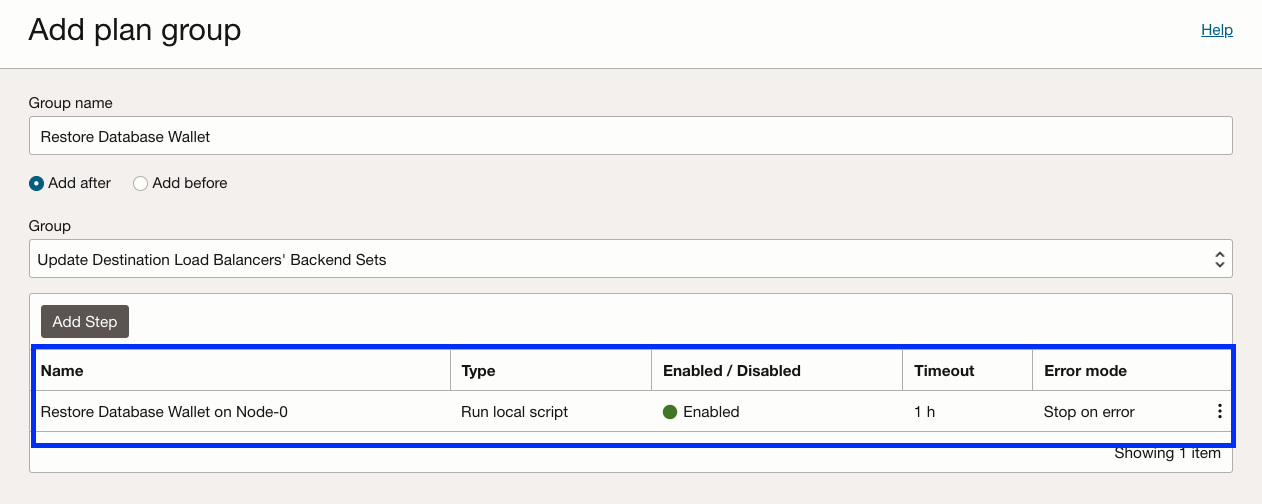 Add plan group
Help
Group name
Restore Database Wallet
Add after Add before
Group
Update Destination Load Balancers' Backend Sets
Add Step
Name Type Enabled / Disabled Timeout Error mode
Restore Database Wallet on Node-0 Run local script Enabled 1 h Stop on error
Showing 1 item